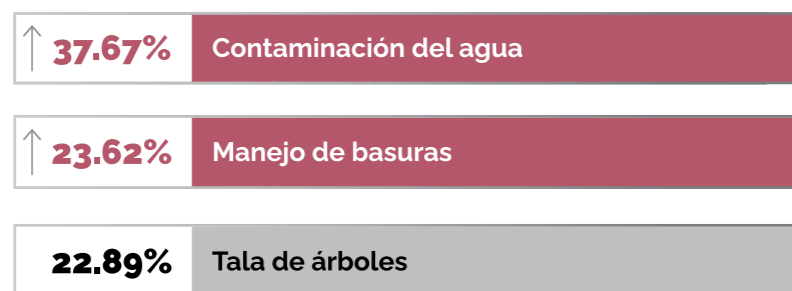 37.67% Contaminación del agua
23.62% Manejo de basuras
22.89% Tala de árboles